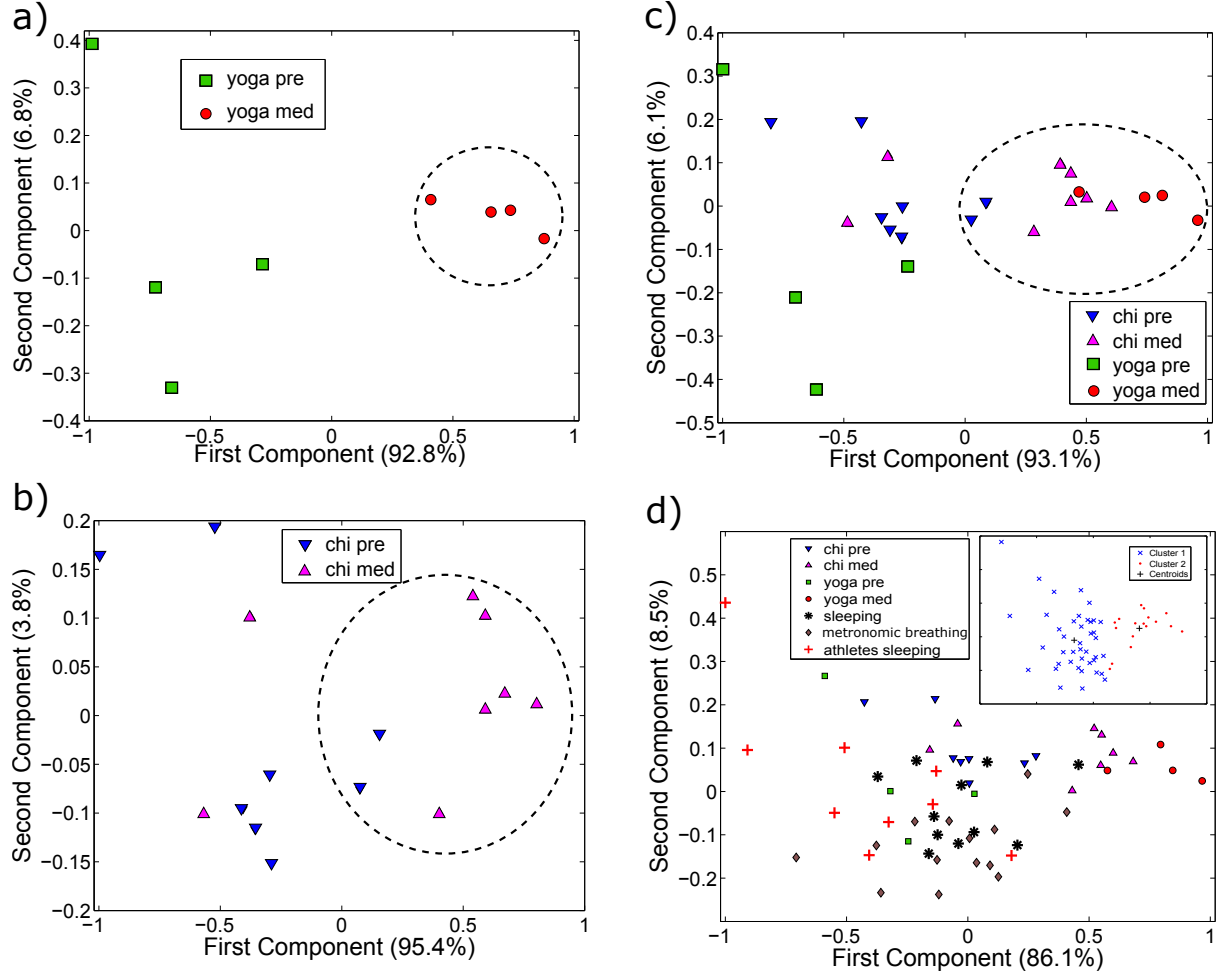 a)
0.4
0.3
0.2
0.1
0
−0.1
−0.2
−0.3
−0.4
Second Component (6.8%)
yoga pre
yoga med
−1
−0.5
0
0.5
1
First Component (92.8%)
c)
0.4
0.3
0.2
0.1
0
−0.1
−0.2
−0.3
−0.4
−0.5
Second Component (6.1%)
chi pre
chi med
yoga pre
yoga med
−1
−0.5
0
0.5
1
First Component (93.1%)
b)
0.2
0.15
0.1
0.05
0
−0.05
−0.1
−0.15
−0.2
Second Component (3.8%)
chi pre
chi med
−1
−0.5
0
0.5
1
First Component (95.4%)
d)
0.5
0.4
0.3
0.2
0.1
0
−0.1
−0.2
Second Component (8.5%)
chi pre
chi med
yoga pre
yoga med
sleeping
metronomic breathing
athletes sleeping
Cluster 1
Cluster 2
Centroids
−1
−0.5
0
0.5
1
First Component (86.1%)